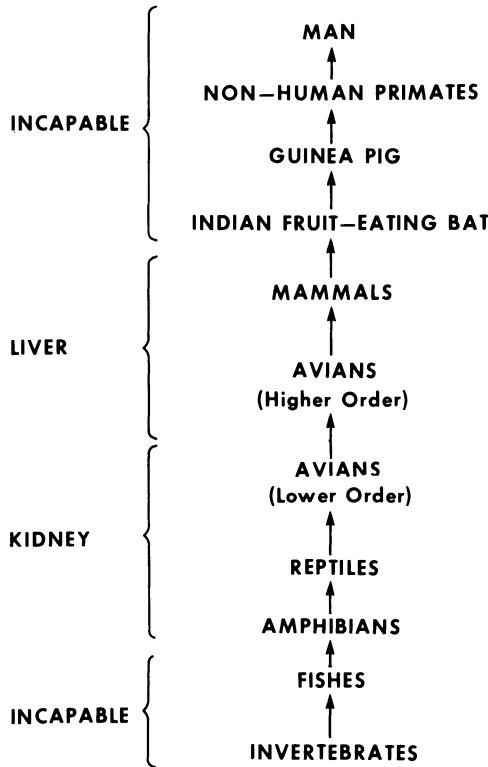 MAN
NON—HUMAN PRIMATES
INCAPABLE
GUINEA PIG
INDIAN FRUIT—EATING BAT
MAMMALS
LIVER
AVIANS
(Higher Order)
AVIANS
(Lower Order)
KIDNEY
REPTILES
AMPHIBIANS
FISHES
INCAPABLE
INVERTEBRATES